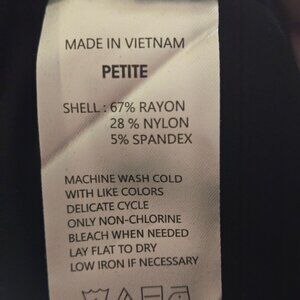 MADE IN VIETNAM
PETITE
SHELL : 67% RAYON
28 % NYLON
5% SPANDEX
MACHINE WASH COLD
WITH LIKE COLORS
DELICATE CYCLE
ONLY NON-CHLORINE
BLEACH WHEN NEEDED
LAY FLAT TO DRY
LOW IRON IF NECESSARY